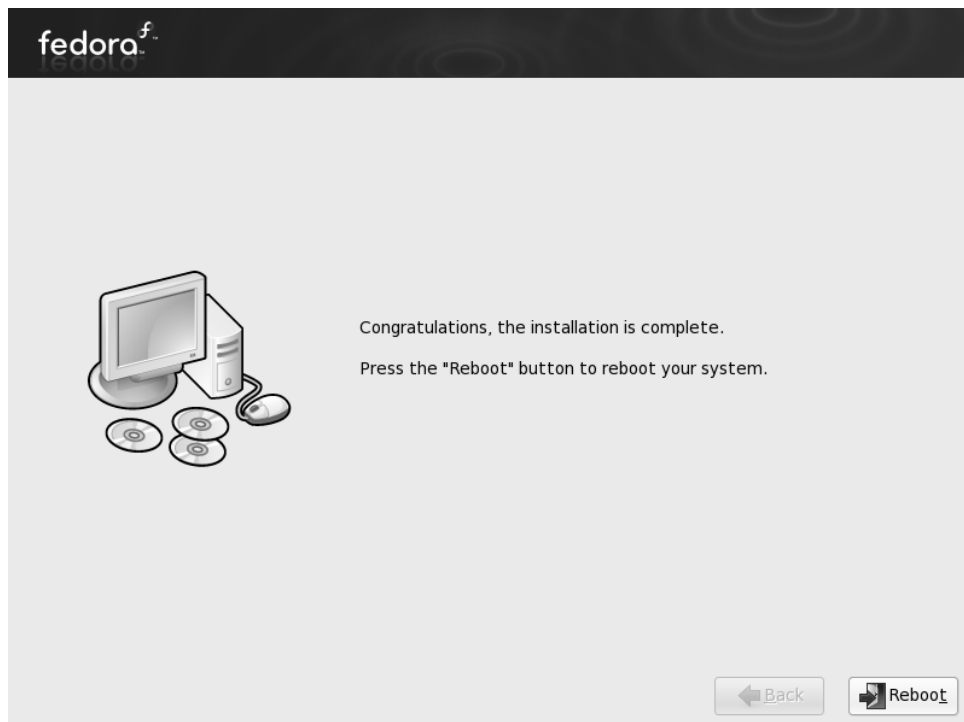 fedora
Congratulations, the installation is complete.
Press the "Reboot" button to reboot your system.
Back
Reboot